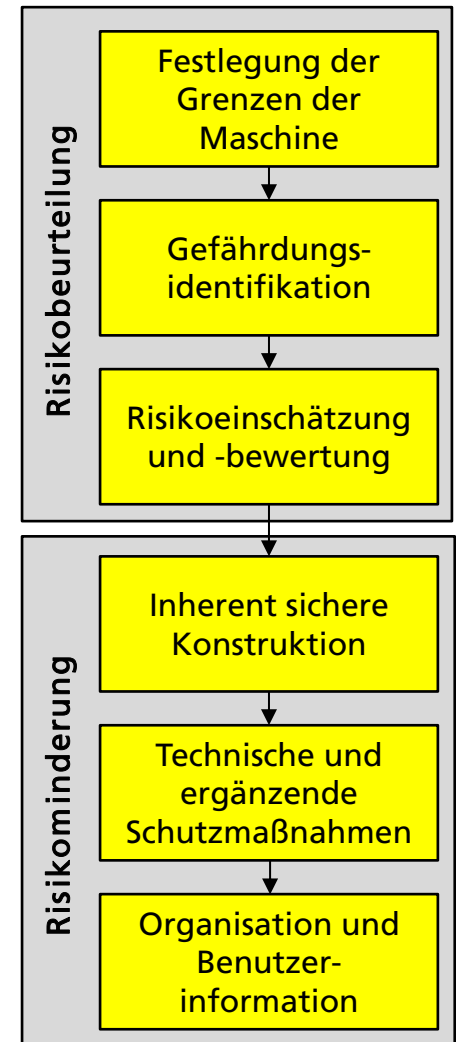 Risikobeurteilung
Festlegung der
Grenzen der
Maschine
Gefährdungs-
identifikation
Risikoeinschätzung
und -bewertung
Risikominderung
Inherent sichere
Konstruktion
Technische und
ergänzende
Schutzmaßnahmen
Organisation und
Benutzer-
information